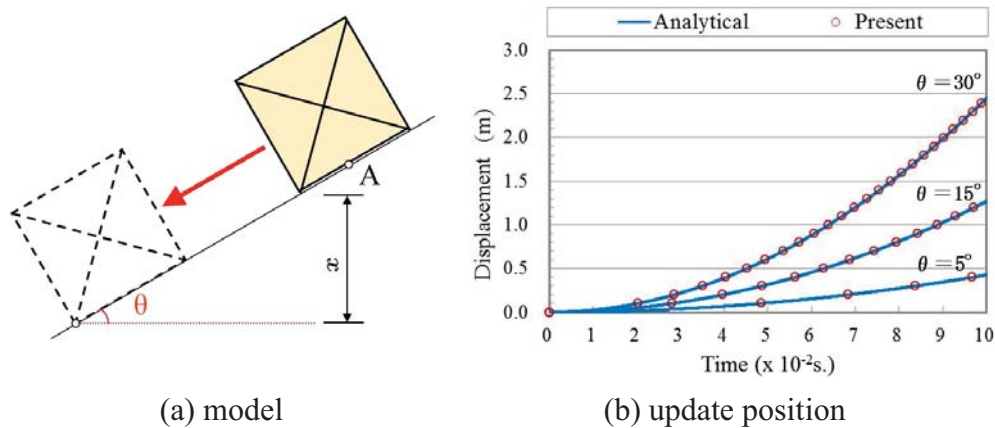 Analytical Present
A
x
θ
(a) model
3.0
2.5
2.0
1.5
1.0
0.5
0.0
Displacement (m)
θ = 30°
θ = 15°
θ = 5°
0 1 2 3 4 5 6 7 8 9 10
Time (x 10⁻²s.)
(b) update position